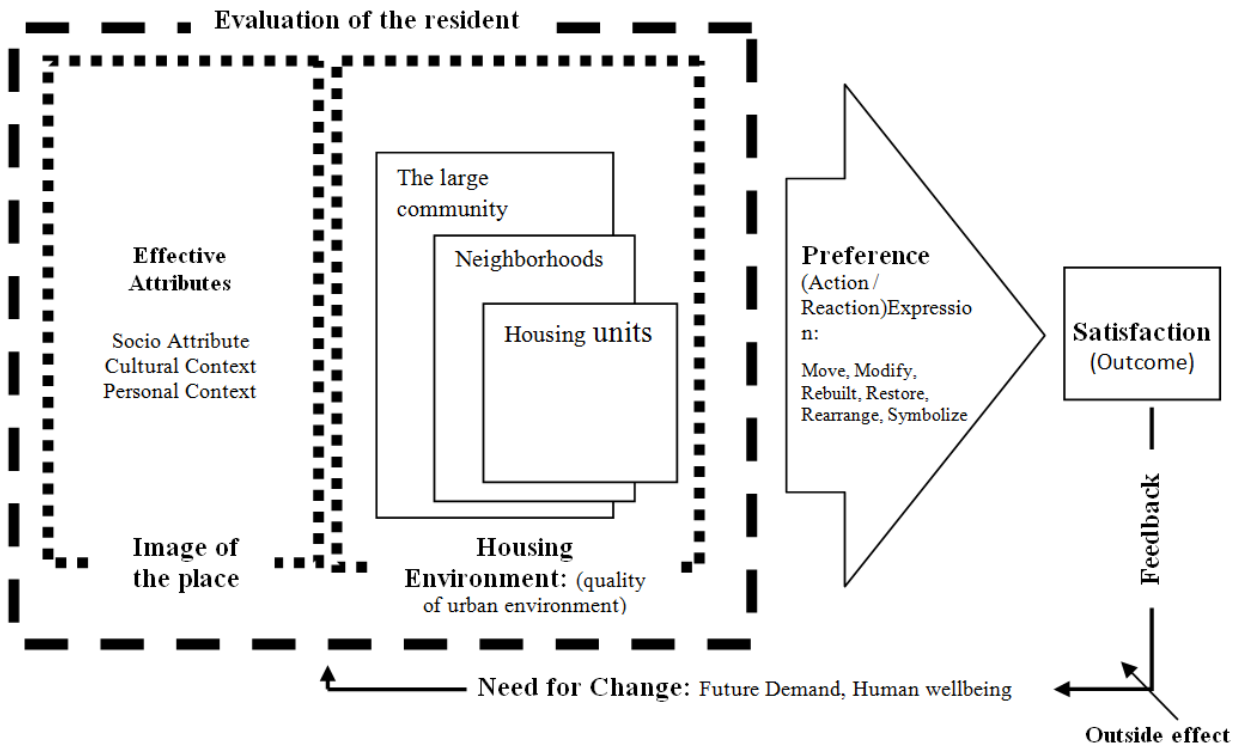 Evaluation of the resident
Effective
Attributes
Socio Attribute
Cultural Context
Personal Context
Image of
the place
The large
community
Neighborhoods
Housing units
Housing
Environment: (quality
of urban environment)
Preference
(Action /
Reaction)Expressio
n:
Move, Modify,
Rebuilt, Restore,
Rearrange, Symbolize
Satisfaction
(Outcome)
Feedback
Need for Change: Future Demand, Human wellbeing
Outside effect